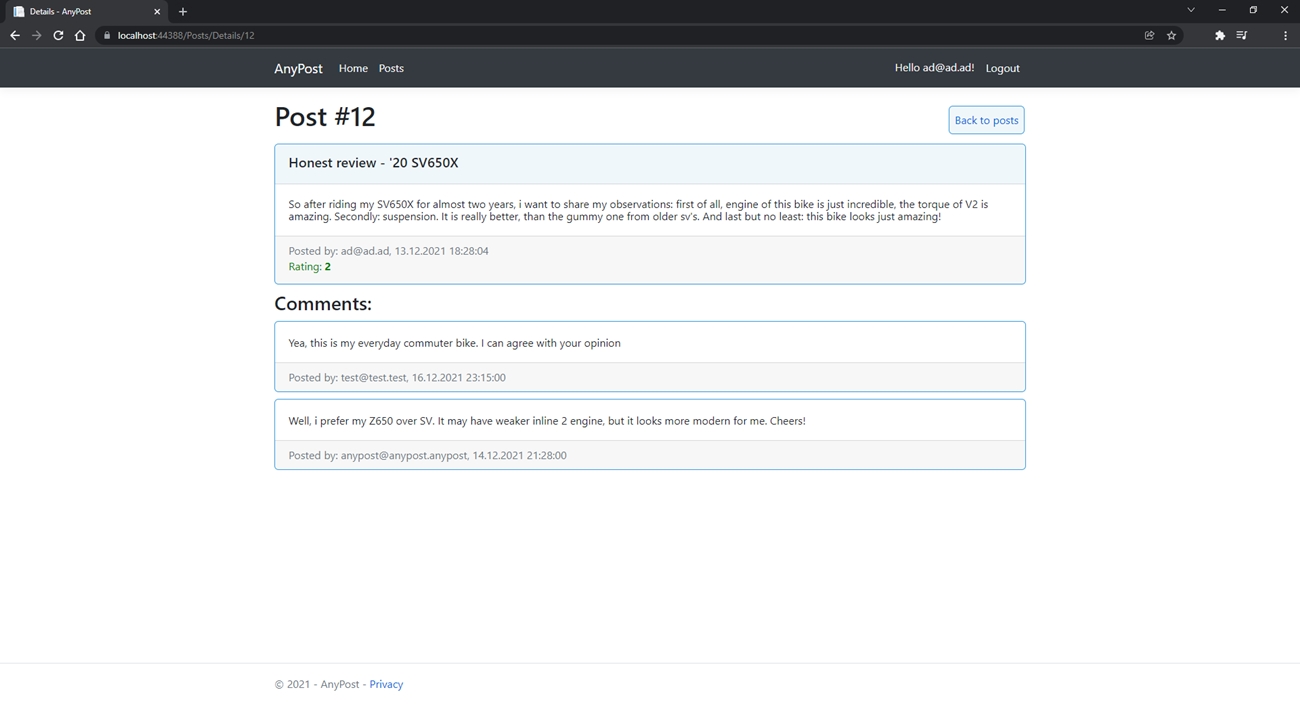 Details - AnyPost
localhost:44388/Posts/Details/12
AnyPost Home Posts Hello ad@ad.ad! Logout
Post #12
Back to posts
Honest review - '20 SV650X
So after riding my SV650X for almost two years, i want to share my observations: first of all, engine of this bike is just incredible, the torque of V2 is
amazing. Secondly: suspension. It is really better, than the gummy one from older sv's. And last but no least: this bike looks just amazing!
Posted by: ad@ad.ad, 13.12.2021 18:28:04
Rating: 2
Comments:
Yea, this is my everyday commuter bike. I can agree with your opinion
Posted by: test@test.test, 16.12.2021 23:15:00
Well, i prefer my Z650 over SV. It may have weaker inline 2 engine, but it looks more modern for me. Cheers!
Posted by: anypost@anypost.anypost, 14.12.2021 21:28:00
© 2021 - AnyPost - Privacy